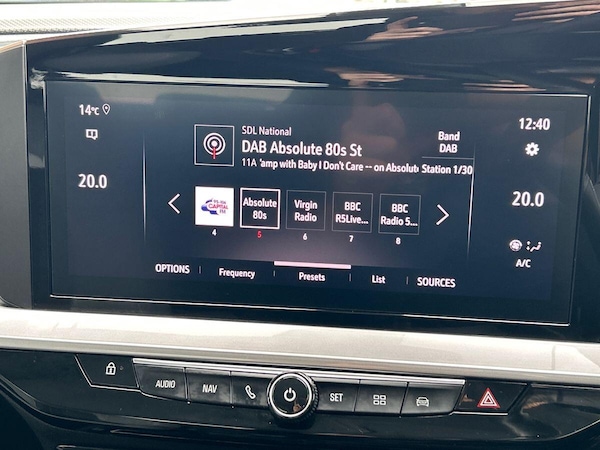 14°C
12:40
SDL National
DAB Absolute 80s St
Band
DAB
11A 'amp with Baby I Don't Care -- on Absolut Station 1/30
20.0
20.0
CAPITAL
FM
Absolute
80s
Virgin
Radio
BBC
R5Live...
BBC
Radio 5...
4
5
6
7
8
A/C
OPTIONS
Frequency
Presets
List
SOURCES
AUDIO
NAV
SET